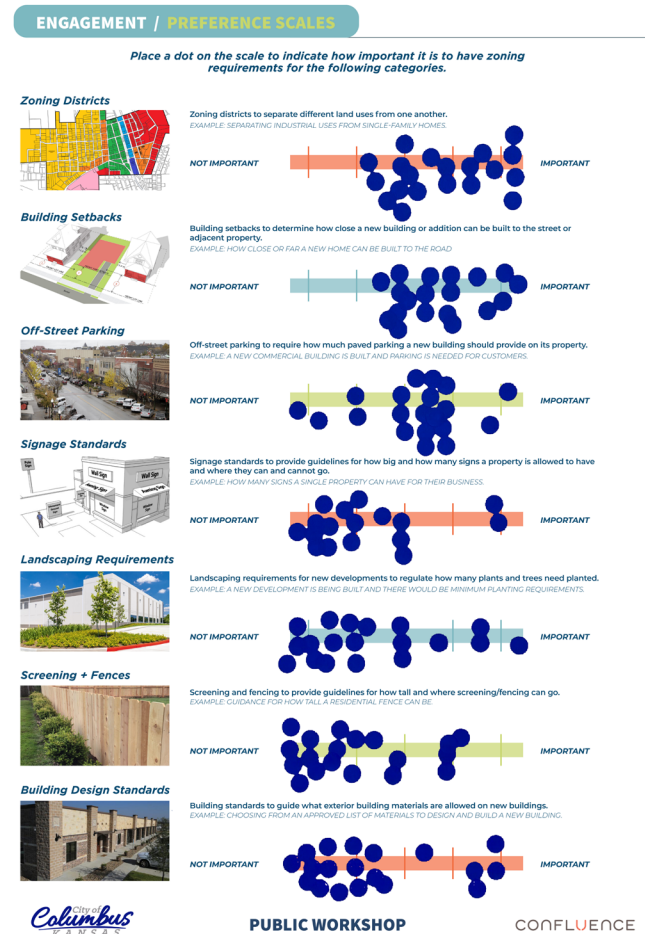 ENGAGEMENT / PREFERENCE SCALES
Place a dot on the scale to indicate how important it is to have zoning
requirements for the following categories.
Zoning Districts
Zoning districts to separate different land uses from one another.
EXAMPLE: SEPARATING INDUSTRIAL USES FROM SINGLE-FAMILY HOMES.
NOT IMPORTANT
IMPORTANT
Building Setbacks
Building setbacks to determine how close a new building or addition can be built to the street or
adjacent property.
EXAMPLE: HOW CLOSE OR FAR A NEW HOME CAN BE BUILT TO THE ROAD
NOT IMPORTANT
IMPORTANT
Off-Street Parking
Off-street parking to require how much paved parking a new building should provide on its property.
EXAMPLE: A NEW COMMERCIAL BUILDING IS BUILT AND PARKING IS NEEDED FOR CUSTOMERS.
NOT IMPORTANT
IMPORTANT
Signage Standards
Pole
Sign
Wall Sign
Wall Sign
Signage standards to provide guidelines for how big and how many signs a property is allowed to have
and where they can and cannot go.
EXAMPLE: HOW MANY SIGNS A SINGLE PROPERTY CAN HAVE FOR THEIR BUSINESS.
NOT IMPORTANT
IMPORTANT
Landscaping Requirements
Landscaping requirements for new developments to regulate how many plants and trees need planted.
EXAMPLE: A NEW DEVELOPMENT IS BEING BUILT AND THERE WOULD BE MINIMUM PLANTING REQUIREMENTS.
NOT IMPORTANT
IMPORTANT
Screening + Fences
Screening and fencing to provide guidelines for how tall and where screening/fencing can go.
EXAMPLE: GUIDANCE FOR HOW TALL A RESIDENTIAL FENCE CAN BE
NOT IMPORTANT
IMPORTANT
Building Design Standards
Building standards to guide what exterior building materials are allowed on new buildings.
EXAMPLE: CHOOSING FROM AN APPROVED LIST OF MATERIALS TO DESIGN AND BUILD A NEW BUILDING.
NOT IMPORTANT
IMPORTANT
City of
Columbus
KANSAS
PUBLIC WORKSHOP
CONFLUENCE